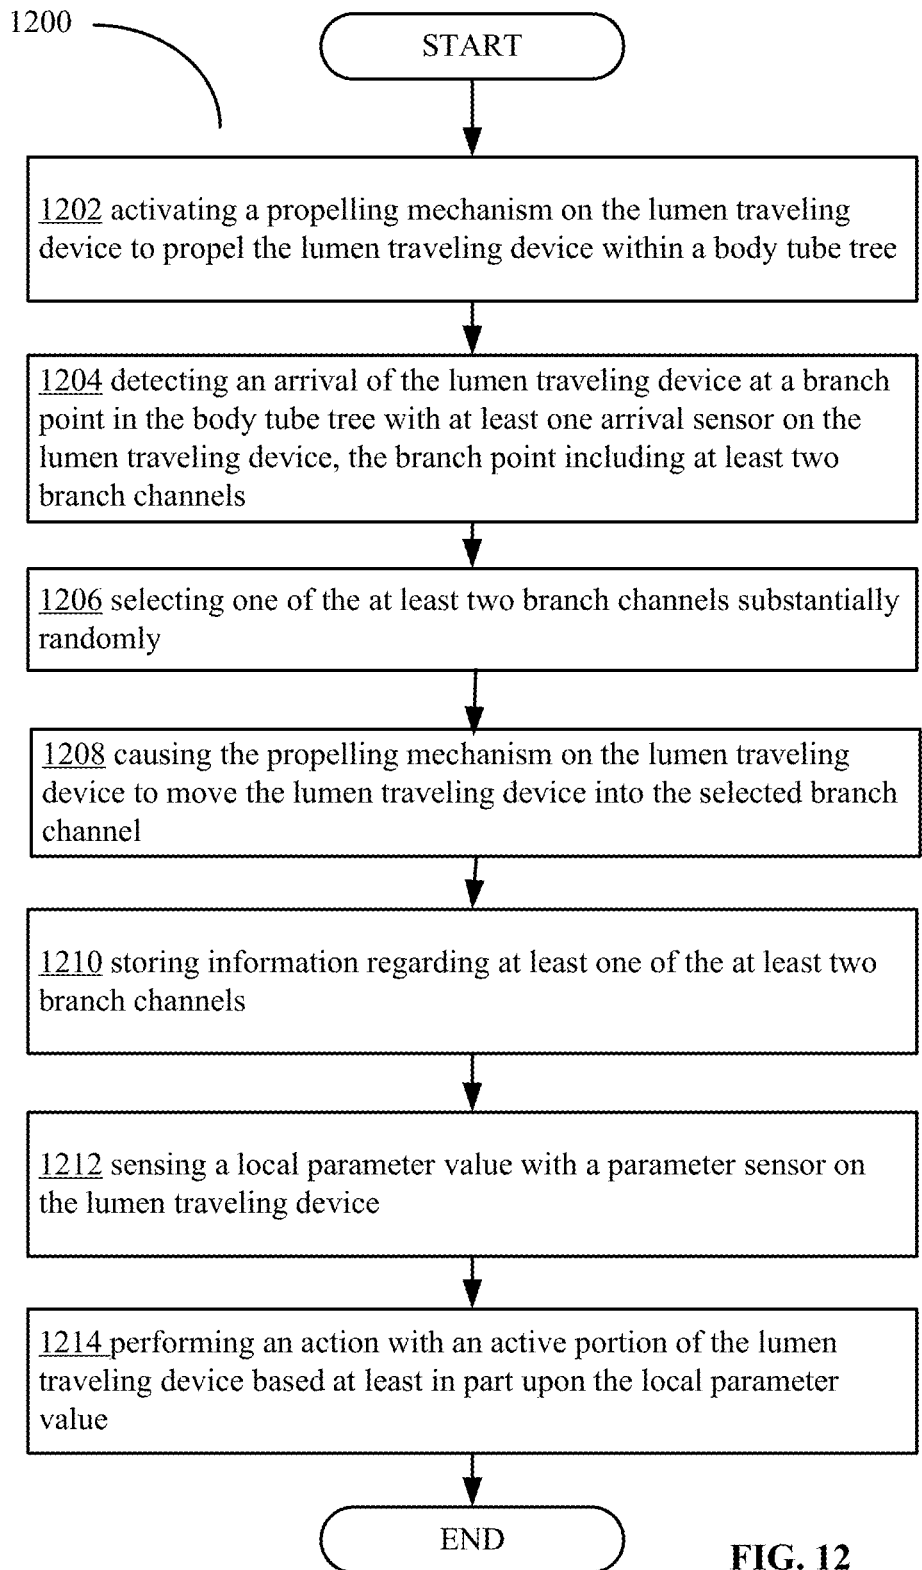 1200
START
1202 activating a propelling mechanism on the lumen traveling
device to propel the lumen traveling device within a body tube tree
1204 detecting an arrival of the lumen traveling device at a branch
point in the body tube tree with at least one arrival sensor on the
lumen traveling device, the branch point including at least two
branch channels
1206 selecting one of the at least two branch channels substantially
randomly
1208 causing the propelling mechanism on the lumen traveling
device to move the lumen traveling device into the selected branch
channel
1210 storing information regarding at least one of the at least two
branch channels
1212 sensing a local parameter value with a parameter sensor on
the lumen traveling device
1214 performing an action with an active portion of the lumen
traveling device based at least in part upon the local parameter
value
END
FIG. 12